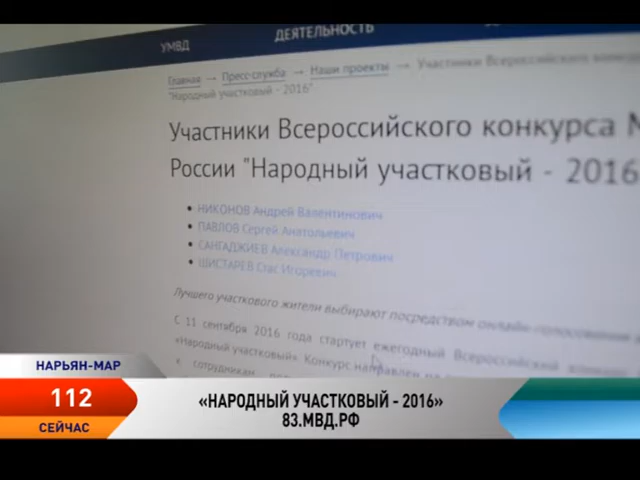 УМВД ДЕЯТЕЛЬНОСТЬ
Главная → Пресс-служба → Наши проекты → Участники Всероссийского
"Народный участковый - 2016"
Участники Всероссийского конкурса
России "Народный участковый - 2016
• НИКОНОВ Андрей Валентинович
• ПАВЛОВ Сергей Анатольевич
• САНГАДЖИЕВ Александр Петрович
• ШИСТАРЕВ Стас Игоревич
Лучшего участкового жители выбирают посредством онлайн-голосования
С 11 сентября 2016 года стартует ежегодный Всероссийский конкурс
«Народный участковый». Конкурс направлен на
к сотрудникам
НАРЬЯН-МАР
112
СЕЙЧАС
«НАРОДНЫЙ УЧАСТКОВЫЙ - 2016»
83.МВД.РФ